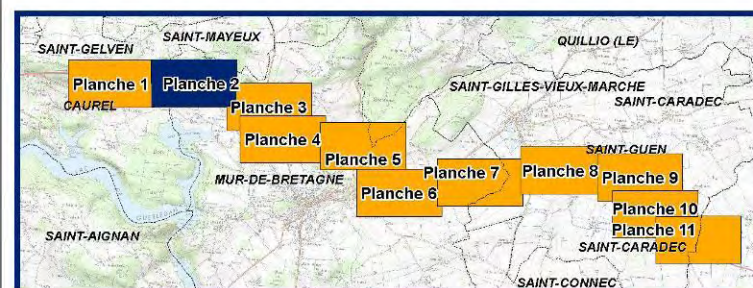 SAINT-GELVEN
SAINT-MAYEUX
QUILLIO (LE)
Planche 1
Planche 2
SAINT-GILLES-VIEUX-MARCHE
CAUREL
Planche 3
SAINT-CARADEC
Planche 4
SAINT-GUEN
Planche 5
Planche 8
MUR-DE-BRETAGNE
Planche 7
Planche 9
Planche 6
Planche 10
SAINT-AIGNAN
Planche 11
SAINT-CARADEC
SAINT-CONNEC